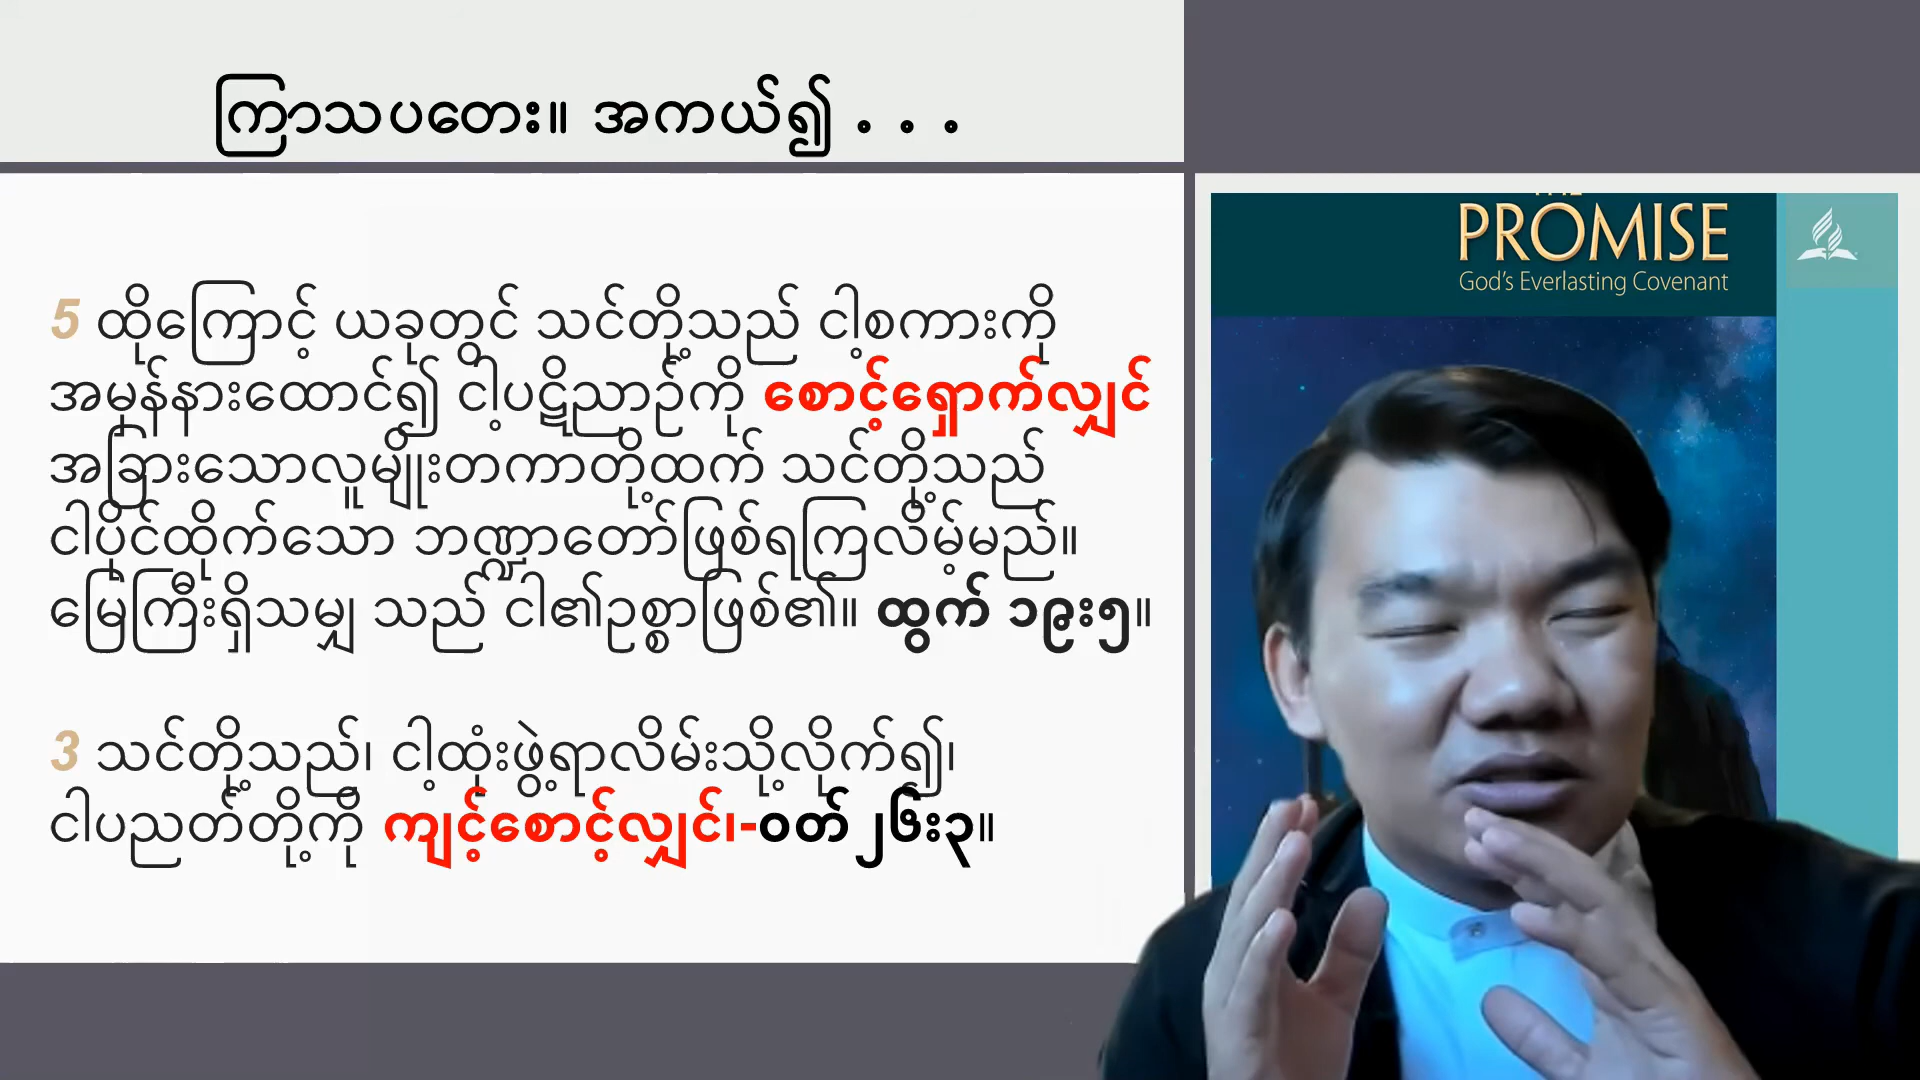 ကြာသပတေး။ အကယ်၍ . . .
5 ထို့ကြောင့် ယခုတွင် သင်တို့သည် ငါ့စကားကို
အမှန်နားထောင်၍ ငါ့ပဋိညာဉ်ကို စောင့်ရှောက်လျှင်
အခြားသောလူမျိုးတကာတို့ထက် သင်တို့သည်
ငါပိုင်ထိုက်သော ဘဏ္ဍာတော်ဖြစ်ရကြလိမ့်မည်။
မြေကြီးရှိသမျှ သည် ငါ၏ဥစ္စာဖြစ်၏။ ထွက် ၁၉း၅။
3 သင်တို့သည်၊ ငါ့ထုံးဖွဲ့ရာလိမ်းသို့လိုက်၍၊
ငါပညတ်တို့ကို ကျင့်စောင့်လျှင်၊-ဝတ်၂၆း၃။
PROMISE
God's Everlasting Covenant